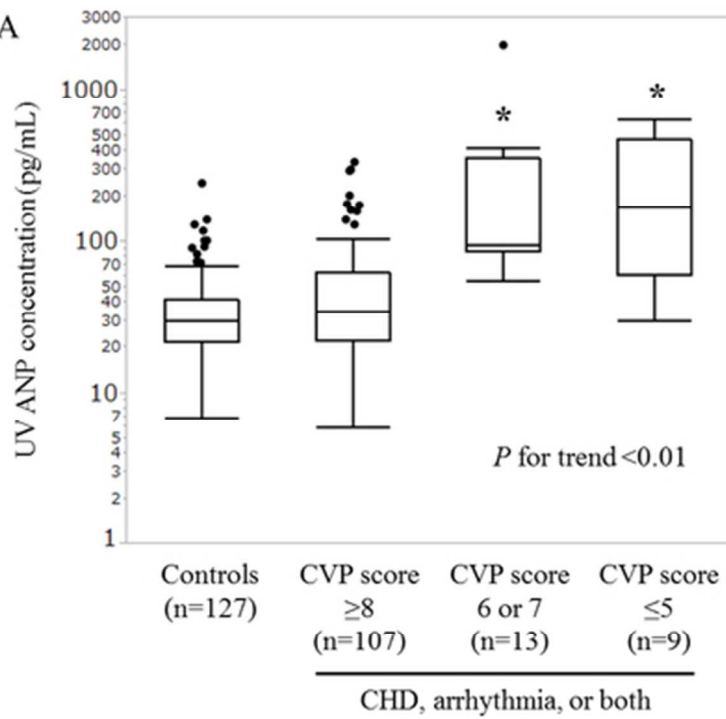 A
UV ANP concentration (pg/mL)
3000
2000
1000
700
500
400
300
200
100
70
50
40
30
20
10
7
5
4
3
2
1
*
*
P for trend <0.01
Controls
(n=127)
CVP score
≥8
(n=107)
CVP score
6 or 7
(n=13)
CVP score
≤5
(n=9)
CHD, arrhythmia, or both